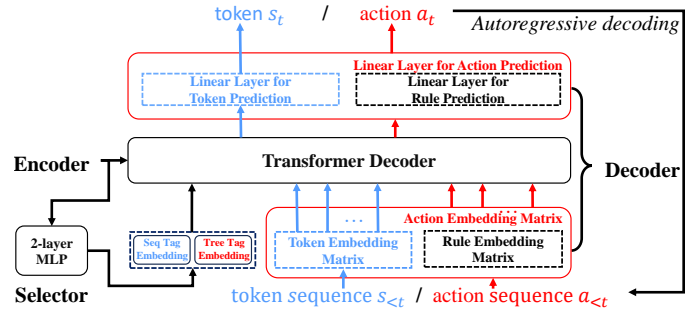 token s_t / action a_t
Autoregressive decoding
Linear Layer for Action Prediction
Linear Layer for
Token Prediction
Linear Layer for
Rule Prediction
Encoder
Transformer Decoder
Decoder
...
...
Action Embedding Matrix
2-layer
MLP
Seq Tag
Embedding
Tree Tag
Embedding
Token Embedding
Matrix
Rule Embedding
Matrix
Selector
token sequence s_{<t} / action sequence a_{<t}